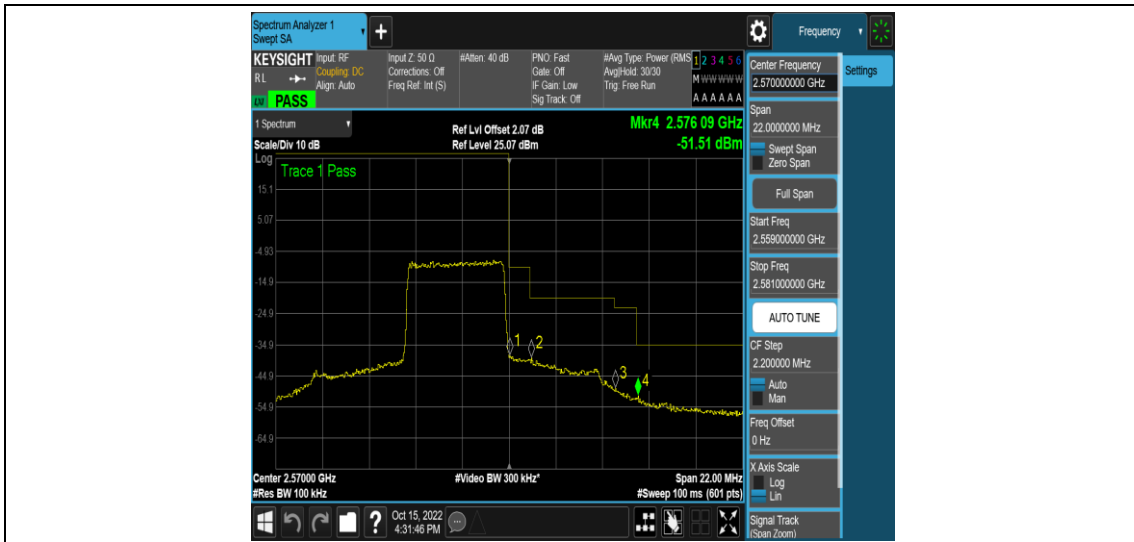 Spectrum Analyzer 1
Swept SA
+
Frequency
KEYSIGHT
Input: RF
Input Z: 50 Ω
#Atten: 40 dB
PNO: Fast
#Avg Type: Power (RMS
1 2 3 4 5 6
RL
Coupling: DC
Corrections: Off
Gate: Off
Avg|Hold: 30/30
M W W W W W
Align: Auto
Freq Ref: Int (S)
IF Gain: Low
Trig: Free Run
Sig Track: Off
A A A A A A
LXI
PASS
1 Spectrum
Ref Lvl Offset 2.07 dB
Mkr4 2.576 09 GHz
Scale/Div 10 dB
Ref Level 25.07 dBm
-51.51 dBm
Log
Trace 1 Pass
15.1
5.07
-4.93
-14.9
-24.9
-34.9
-44.9
-54.9
-64.9
1
2
3
4
Center 2.57000 GHz
#Video BW 300 kHz*
Span 22.00 MHz
#Res BW 100 kHz
#Sweep 100 ms (601 pts)
?
Oct 15, 2022
4:31:46 PM
Center Frequency
2.570000000 GHz
Settings
Span
22.0000000 MHz
Swept Span
Zero Span
Full Span
Start Freq
2.559000000 GHz
Stop Freq
2.581000000 GHz
AUTO TUNE
CF Step
2.200000 MHz
Auto
Man
Freq Offset
0 Hz
X Axis Scale
Log
Lin
Signal Track
(Span Zoom)